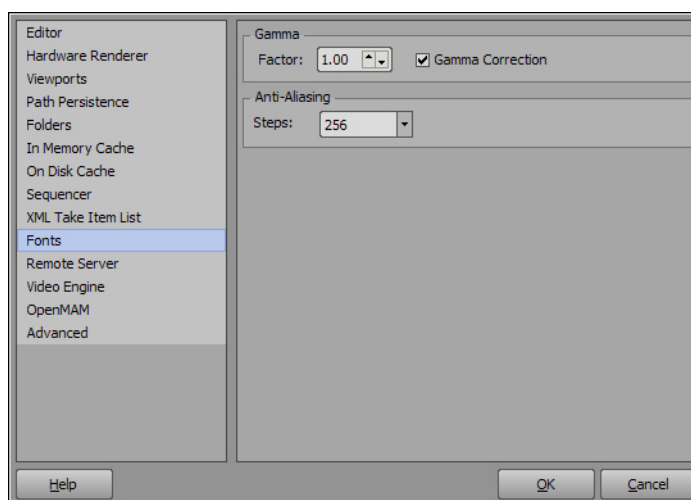 Editor
Hardware Renderer
Viewports
Path Persistence
Folders
In Memory Cache
On Disk Cache
Sequencer
XML Take Item List
Fonts
Remote Server
Video Engine
OpenMAM
Advanced
Gamma
Factor: 1.00 Gamma Correction
Anti-Aliasing
Steps: 256
Help OK Cancel